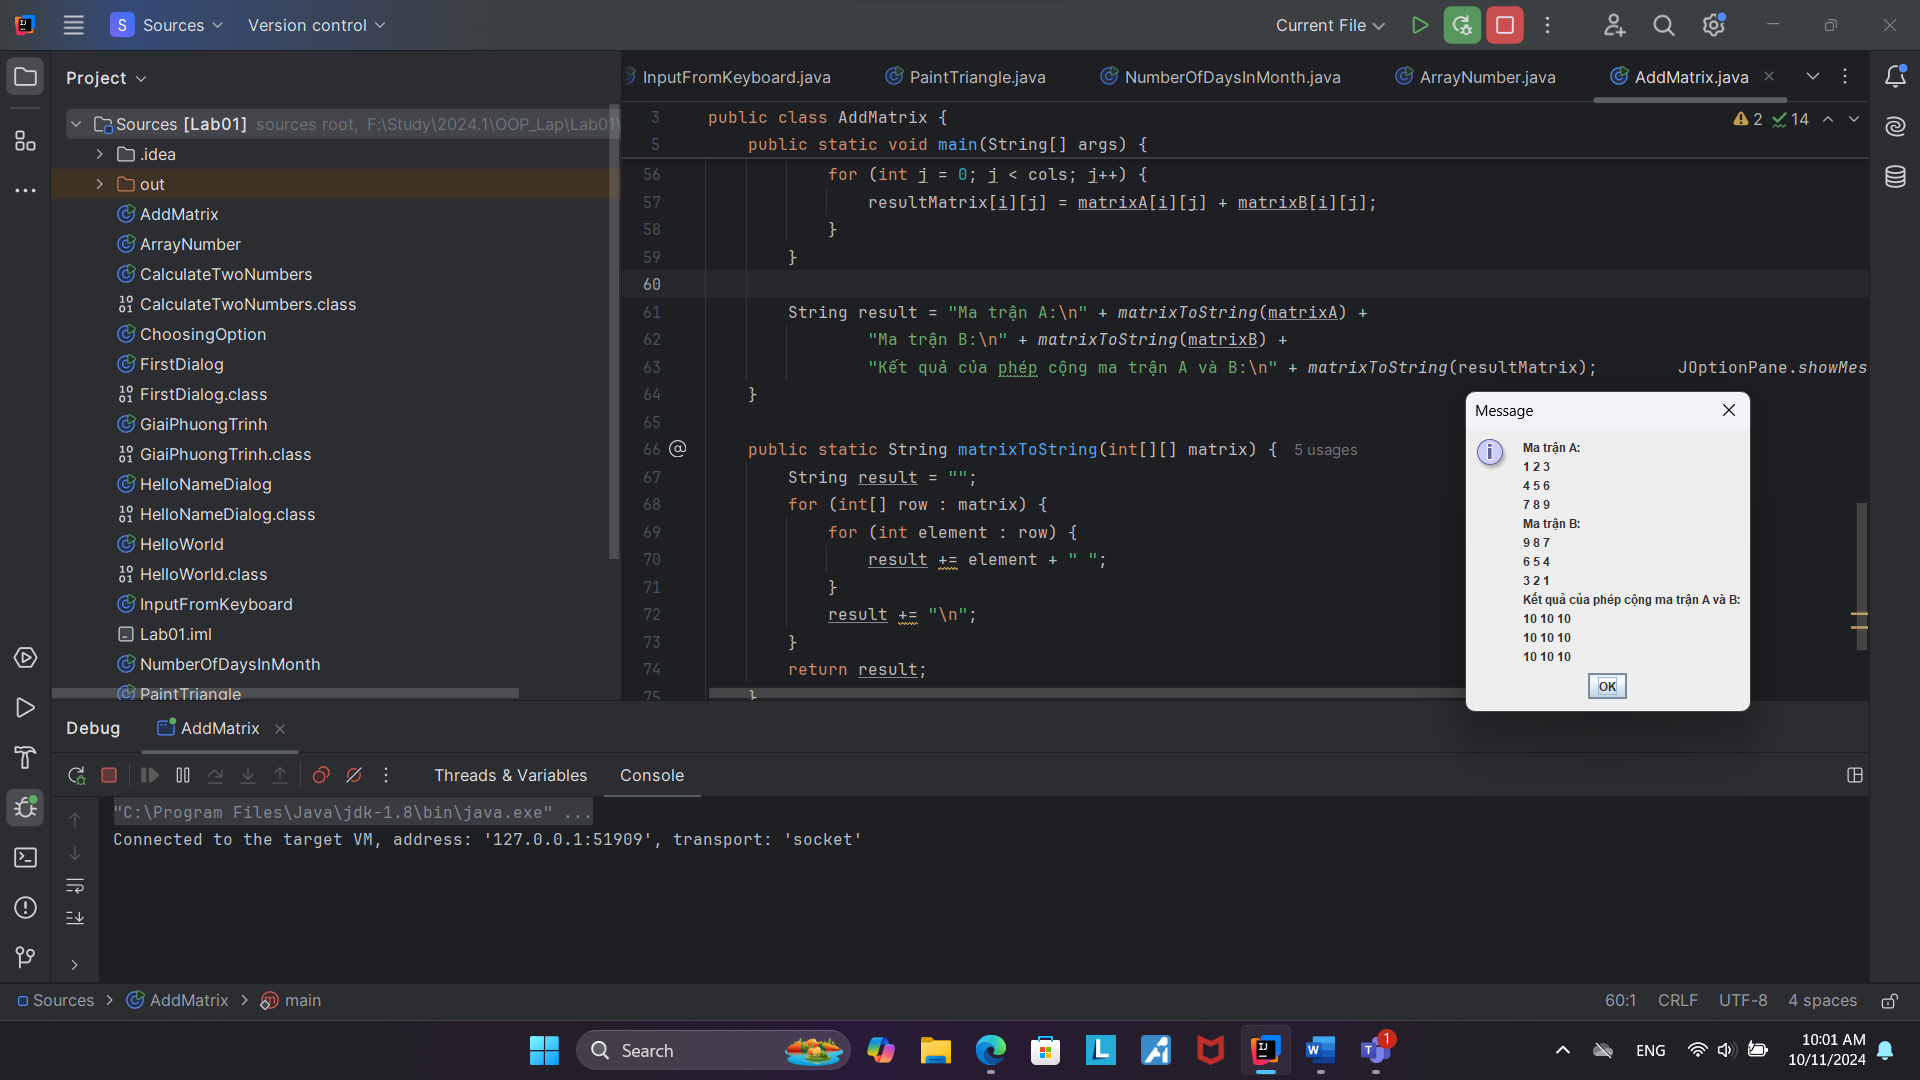 S Sources Version control Current File
Project
Sources [Lab01] sources root, F:\Study\2024.1\OOP_Lap\Lab01\
.idea
out
AddMatrix
ArrayNumber
CalculateTwoNumbers
CalculateTwoNumbers.class
ChoosingOption
FirstDialog
FirstDialog.class
GiaiPhuongTrinh
GiaiPhuongTrinh.class
HelloNameDialog
HelloNameDialog.class
HelloWorld
HelloWorld.class
InputFromKeyboard
Lab01.iml
NumberOfDaysInMonth
PaintTriangle
InputFromKeyboard.java PaintTriangle.java NumberOfDaysInMonth.java ArrayNumber.java AddMatrix.java
2 14
3 public class AddMatrix {
5 public static void main(String[] args) {
56 for (int j = 0; j < cols; j++) {
57 resultMatrix[i][j] = matrixA[i][j] + matrixB[i][j];
58 }
59 }
60
61 String result = "Ma trận A:\n" + matrixToString(matrixA) +
62 "Ma trận B:\n" + matrixToString(matrixB) +
63 "Kết quả của phép cộng ma trận A và B:\n" + matrixToString(resultMatrix); JOptionPane.showMes
64 }
65
66 @ public static String matrixToString(int[][] matrix) { 5 usages
67 String result = "";
68 for (int[] row : matrix) {
69 for (int element : row) {
70 result += element + " ";
71 }
72 result += "\n";
73 }
74 return result;
75 }
Message
Ma trận A:
1 2 3
4 5 6
7 8 9
Ma trận B:
9 8 7
6 5 4
3 2 1
Kết quả của phép cộng ma trận A và B:
10 10 10
10 10 10
10 10 10
OK
Debug AddMatrix
Threads & Variables Console
"C:\Program Files\Java\jdk-1.8\bin\java.exe" ...
Connected to the target VM, address: '127.0.0.1:51909', transport: 'socket'
Sources > AddMatrix > main 60:1 CRLF UTF-8 4 spaces
Search
ENG
10:01 AM
10/11/2024